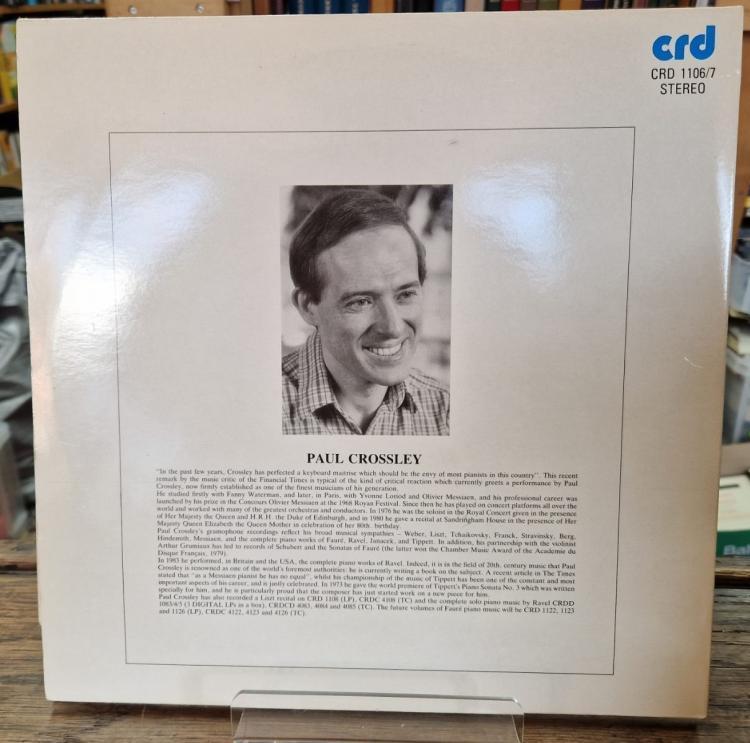 crd
CRD 1106/7
STEREO
PAUL CROSSLEY
"In the past few years, Crossley has perfected a keyboard maitrise which should be the envy of most pianists in this country". This recent
remark by the music critic of the Financial Times is typical of the kind of critical reaction which currently greets a performance by Paul
Crossley, now firmly established as one of the finest musicians of his generation.
He studied firstly with Fanny Waterman, and later, in Paris, with Yvonne Loriod and Olivier Messiaen, and his professional career was
launched by his prize in the Concours Olivier Messiaen at the 1968 Royan Festival. Since then he has played on concert platforms all over the
world and worked with many of the greatest orchestras and conductors. In 1976 he was the soloist in the Royal Concert given in the presence
of Her Majesty the Queen and H.R.H. the Duke of Edinburgh, and in 1980 he gave a recital at Sandringham House in the presence of Her
Majesty Queen Elizabeth the Queen Mother in celebration of her 80th. birthday.
Paul Crossley's gramophone recordings reflect his broad musical sympathies – Weber, Liszt, Tchaikovsky, Franck, Stravinsky, Berg,
Hindemith, Messiaen, and the complete piano works of Fauré, Ravel, Janacek, and Tippett. In addition, his partnership with the violinist
Arthur Grumiaux has led to records of Schubert and the Sonatas of Fauré (the latter won the Chamber Music Award of the Academie du
Disque Français, 1979).
In 1983 he performed, in Britain and the USA, the complete piano works of Ravel. Indeed, it is in the field of 20th. century music that Paul
Crossley is renowned as one of the world's foremost authorities: he is currently writing a book on the subject. A recent article in The Times
stated that "as a Messiaen pianist he has no equal", whilst his championship of the music of Tippett has been one of the constant and most
important aspects of his career, and is justly celebrated. In 1973 he gave the world premiere of Tippett's Piano Sonata No. 3 which was written
specially for him, and he is particularly proud that the composer has just started work on a new piece for him.
Paul Crossley has also recorded a Liszt recital on CRD 1108 (LP), CRDC 4108 (TC) and the complete solo piano music by Ravel CRDD
1083/4/5 (3 DIGITAL LPs in a box), CRDCD 4083, 4084 and 4085 (TC). The future volumes of Fauré piano music will be CRD 1122, 1123
and 1126 (LP), CRDC 4122, 4123 and 4126 (TC).